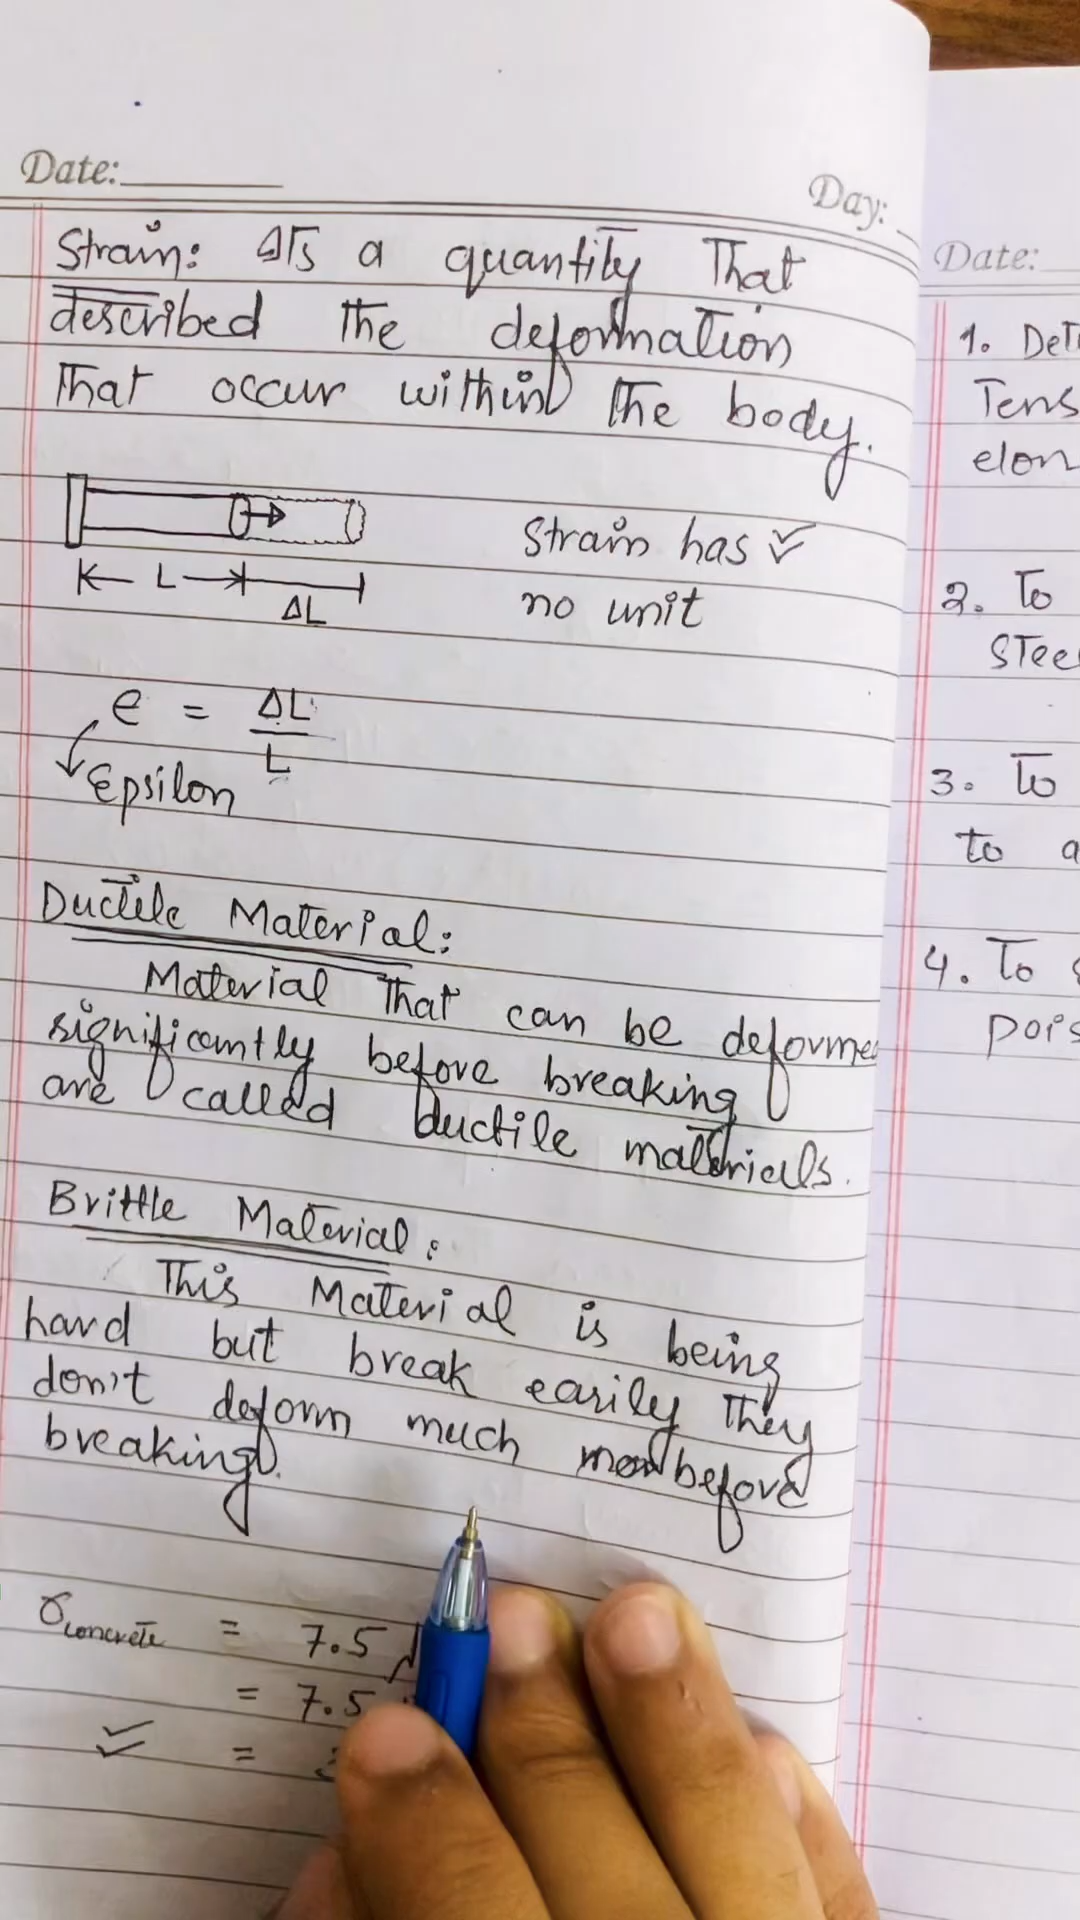 Date:
Day:
Strain: It is a quantity That
described the deformation
That occur within the body.
L
ΔL
Strain has
no unit
e = ΔL
L
Epsilon
Ductile Material:
Material That can be deformed
significantly before breaking
are called ductile materials.
Brittle Material:
This Material is being
hard but break easily They
don't deform much before
breaking.
σconcrete = 7.5
= 7.5
=
Date:
1.
Tens
elon
2. To
Stee
3. To
to a
4. To
pois